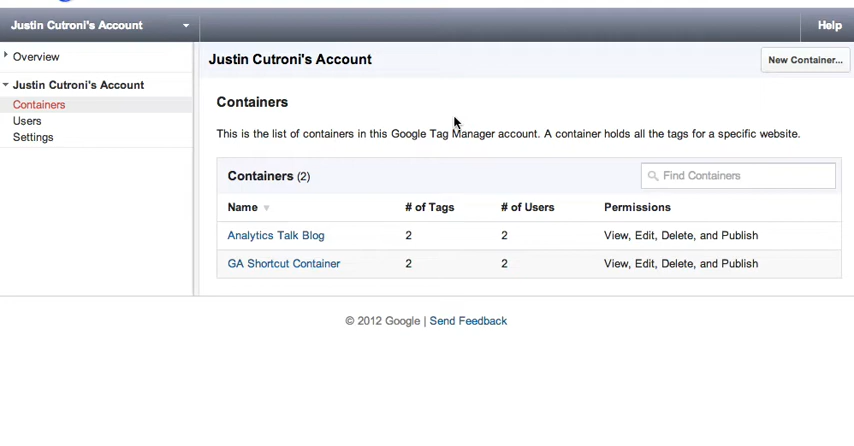 Justin Cutroni's Account
Help
Overview
Justin Cutroni's Account
Containers
Users
Settings
Justin Cutroni's Account
New Container...
Containers
This is the list of containers in this Google Tag Manager account. A container holds all the tags for a specific website.
Containers (2)
Find Containers
Name # of Tags # of Users Permissions
Analytics Talk Blog 2 2 View, Edit, Delete, and Publish
GA Shortcut Container 2 2 View, Edit, Delete, and Publish
© 2012 Google | Send Feedback